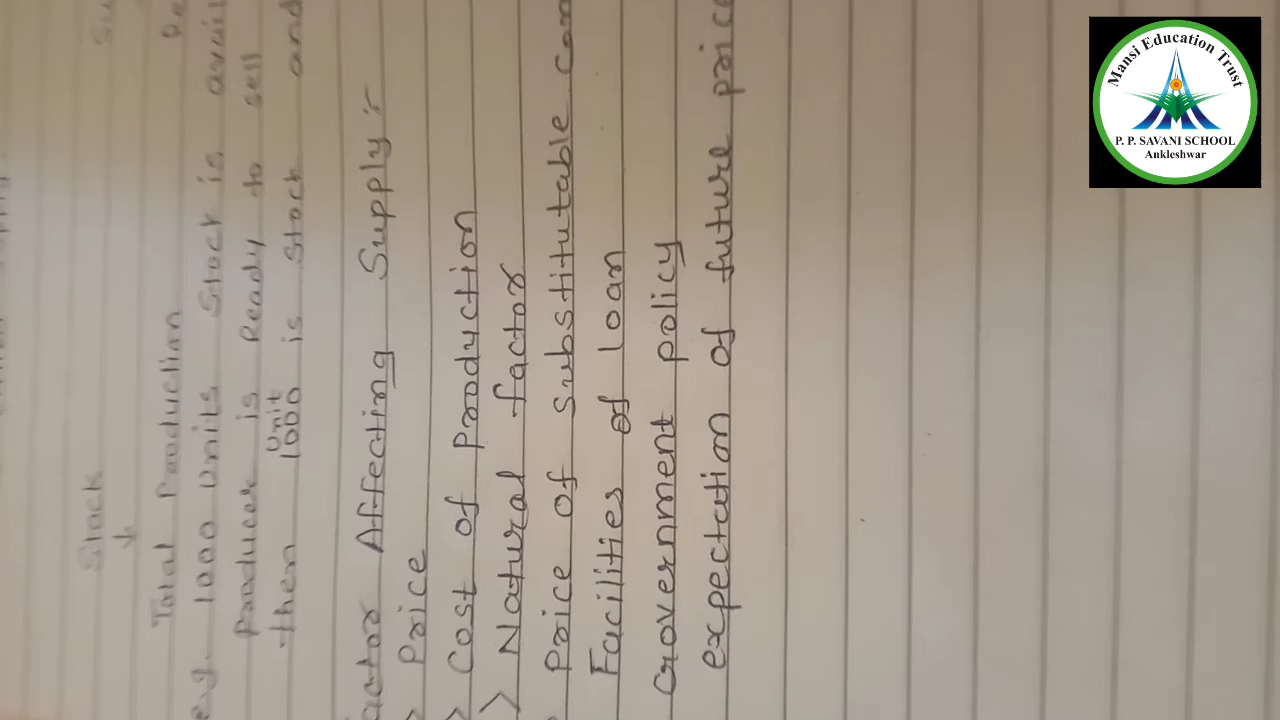 Stock
Total Production
e.g. 1000 Units Stock is avail
Producer is Ready to sell
Unit
then 1000 is stock and
actor Affecting Supply :-
> Price
> Cost of production
> Natural factor
Price of substitutable com
Facilities of loan
Government policy
expectation of future price
Mansi Education Trust
P. P. SAVANI SCHOOL
Ankleshwar